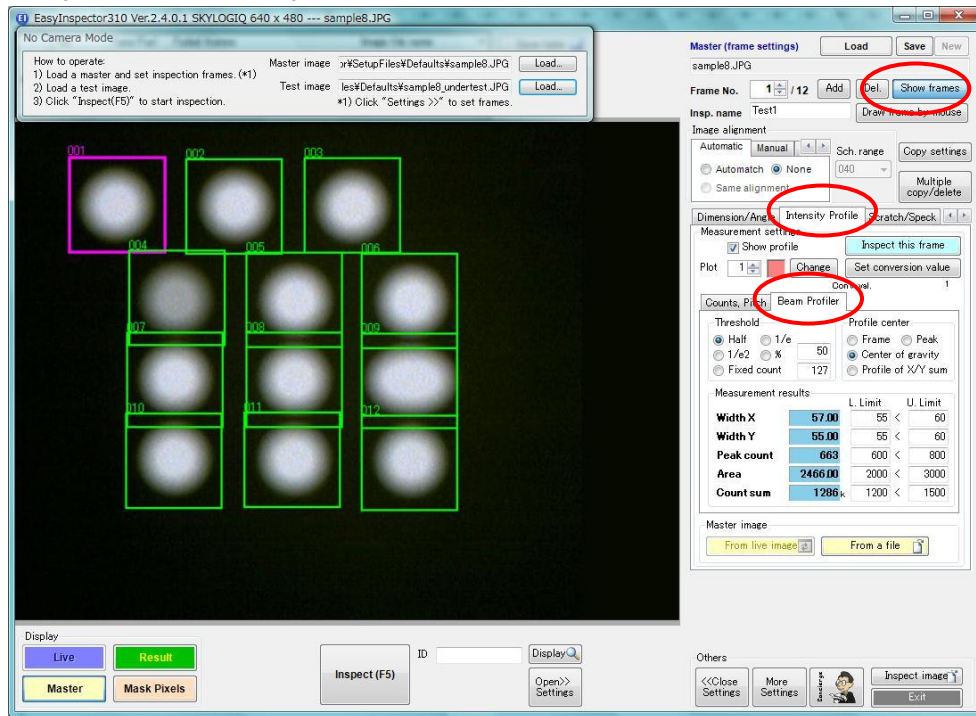 EasyInspector310 Ver.2.4.0.1 SKYLOGIQ 640 x 480 --- sample8.JPG
No Camera Mode
How to operate:
1) Load a master and set inspection frames. (*1)
2) Load a test image.
3) Click "Inspect(F5)" to start inspection.
Master image
or¥SetupFiles¥Defaults¥sample8.JPG
Load...
Test image
les¥Defaults¥sample8_undertest.JPG
Load...
*1) Click "Settings >>" to set frames.
001
002
003
004
005
006
007
008
009
010
011
012
Master (frame settings)
Load
Save
New
sample8.JPG
Frame No.
1
/ 12
Add
Del.
Show frames
Insp. name
Test1
Draw frame by mouse
Image alignment
Automatic
Manual
Sch. range
Copy settings
Automatch
None
040
Same alignment
Multiple
copy/delete
Dimension/Angle
Intensity Profile
Scratch/Speck
Measurement settings
Show profile
Inspect this frame
Plot
1
Change
Set conversion value
1
Counts, Pitch
Beam Profiler
Threshold
Half
1/e
1/e2
%
50
Fixed count
127
Profile center
Frame
Peak
Center of gravity
Profile of X/Y sum
Measurement results
L. Limit
U. Limit
Width X 57.00 55 < 60
Width Y 55.00 55 < 60
Peak count 663 600 < 800
Area 2466.00 2000 < 3000
Count sum 1286 k 1200 < 1500
Master image
From live image
From a file
Display
Live
Result
Master
Mask Pixels
Inspect (F5)
ID
Display
Open>>
Settings
Others
<<Close
Settings
More
Settings
Concierge
Inspect image
Exit